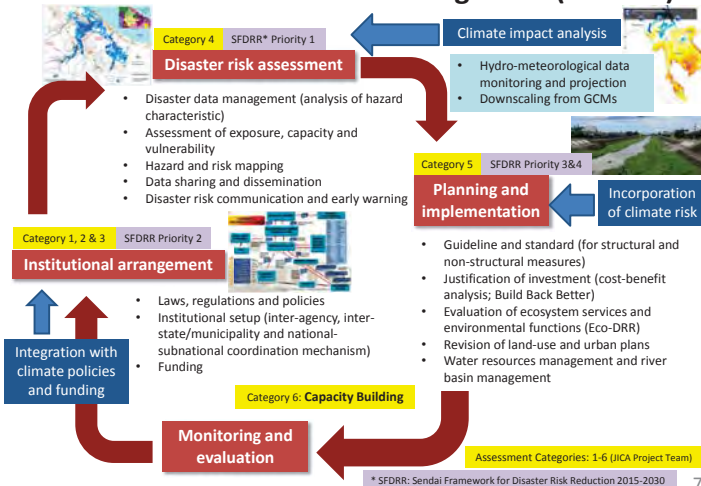 Category 4
SFDRR* Priority 1
Disaster risk assessment
Climate impact analysis
• Hydro-meteorological data
monitoring and projection
• Downscaling from GCMs
• Disaster data management (analysis of hazard
characteristic)
• Assessment of exposure, capacity and
vulnerability
• Hazard and risk mapping
• Data sharing and dissemination
• Disaster risk communication and early warning
Category 5
SFDRR Priority 3&4
Planning and
implementation
Incorporation
of climate risk
• Guideline and standard (for structural and
non-structural measures)
• Justification of investment (cost-benefit
analysis; Build Back Better)
• Evaluation of ecosystem services and
environmental functions (Eco-DRR)
• Revision of land-use and urban plans
• Water resources management and river
basin management
Category 1, 2 & 3
SFDRR Priority 2
Institutional arrangement
• Laws, regulations and policies
• Institutional setup (inter-agency, inter-
state/municipality and national-
subnational coordination mechanism)
• Funding
Integration with
climate policies
and funding
Category 6: Capacity Building
Monitoring and
evaluation
Assessment Categories: 1-6 (JICA Project Team)
* SFDRR: Sendai Framework for Disaster Risk Reduction 2015-2030
7